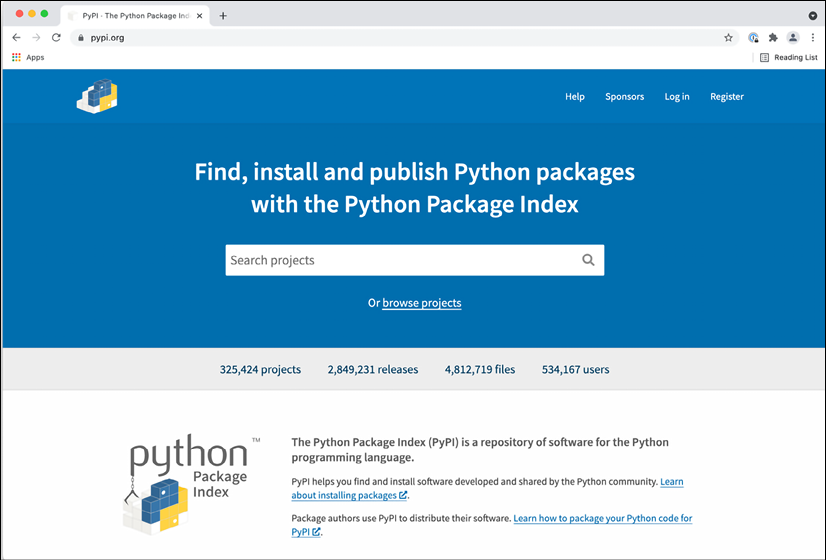 PyPI · The Python Package Ind
pypi.org
Apps
Reading List
Help Sponsors Log in Register
Find, install and publish Python packages
with the Python Package Index
Search projects
Or browse projects
325,424 projects 2,849,231 releases 4,812,719 files 534,167 users
python™
Package
Index
The Python Package Index (PyPI) is a repository of software for the Python
programming language.
PyPI helps you find and install software developed and shared by the Python community. Learn
about installing packages.
Package authors use PyPI to distribute their software. Learn how to package your Python code for
PyPI.